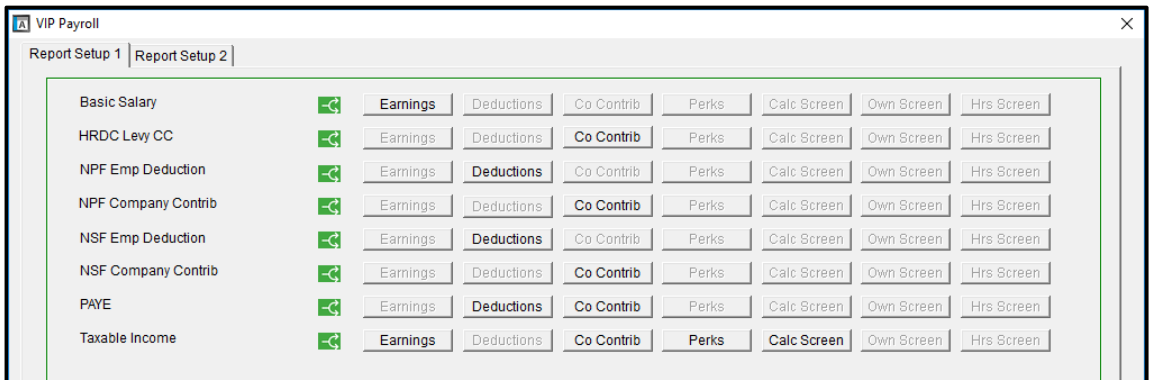 VIP Payroll
Report Setup 1 Report Setup 2
Basic Salary Earnings Deductions Co Contrib Perks Calc Screen Own Screen Hrs Screen
HRDC Levy CC Earnings Deductions Co Contrib Perks Calc Screen Own Screen Hrs Screen
NPF Emp Deduction Earnings Deductions Co Contrib Perks Calc Screen Own Screen Hrs Screen
NPF Company Contrib Earnings Deductions Co Contrib Perks Calc Screen Own Screen Hrs Screen
NSF Emp Deduction Earnings Deductions Co Contrib Perks Calc Screen Own Screen Hrs Screen
NSF Company Contrib Earnings Deductions Co Contrib Perks Calc Screen Own Screen Hrs Screen
PAYE Earnings Deductions Co Contrib Perks Calc Screen Own Screen Hrs Screen
Taxable Income Earnings Deductions Co Contrib Perks Calc Screen Own Screen Hrs Screen